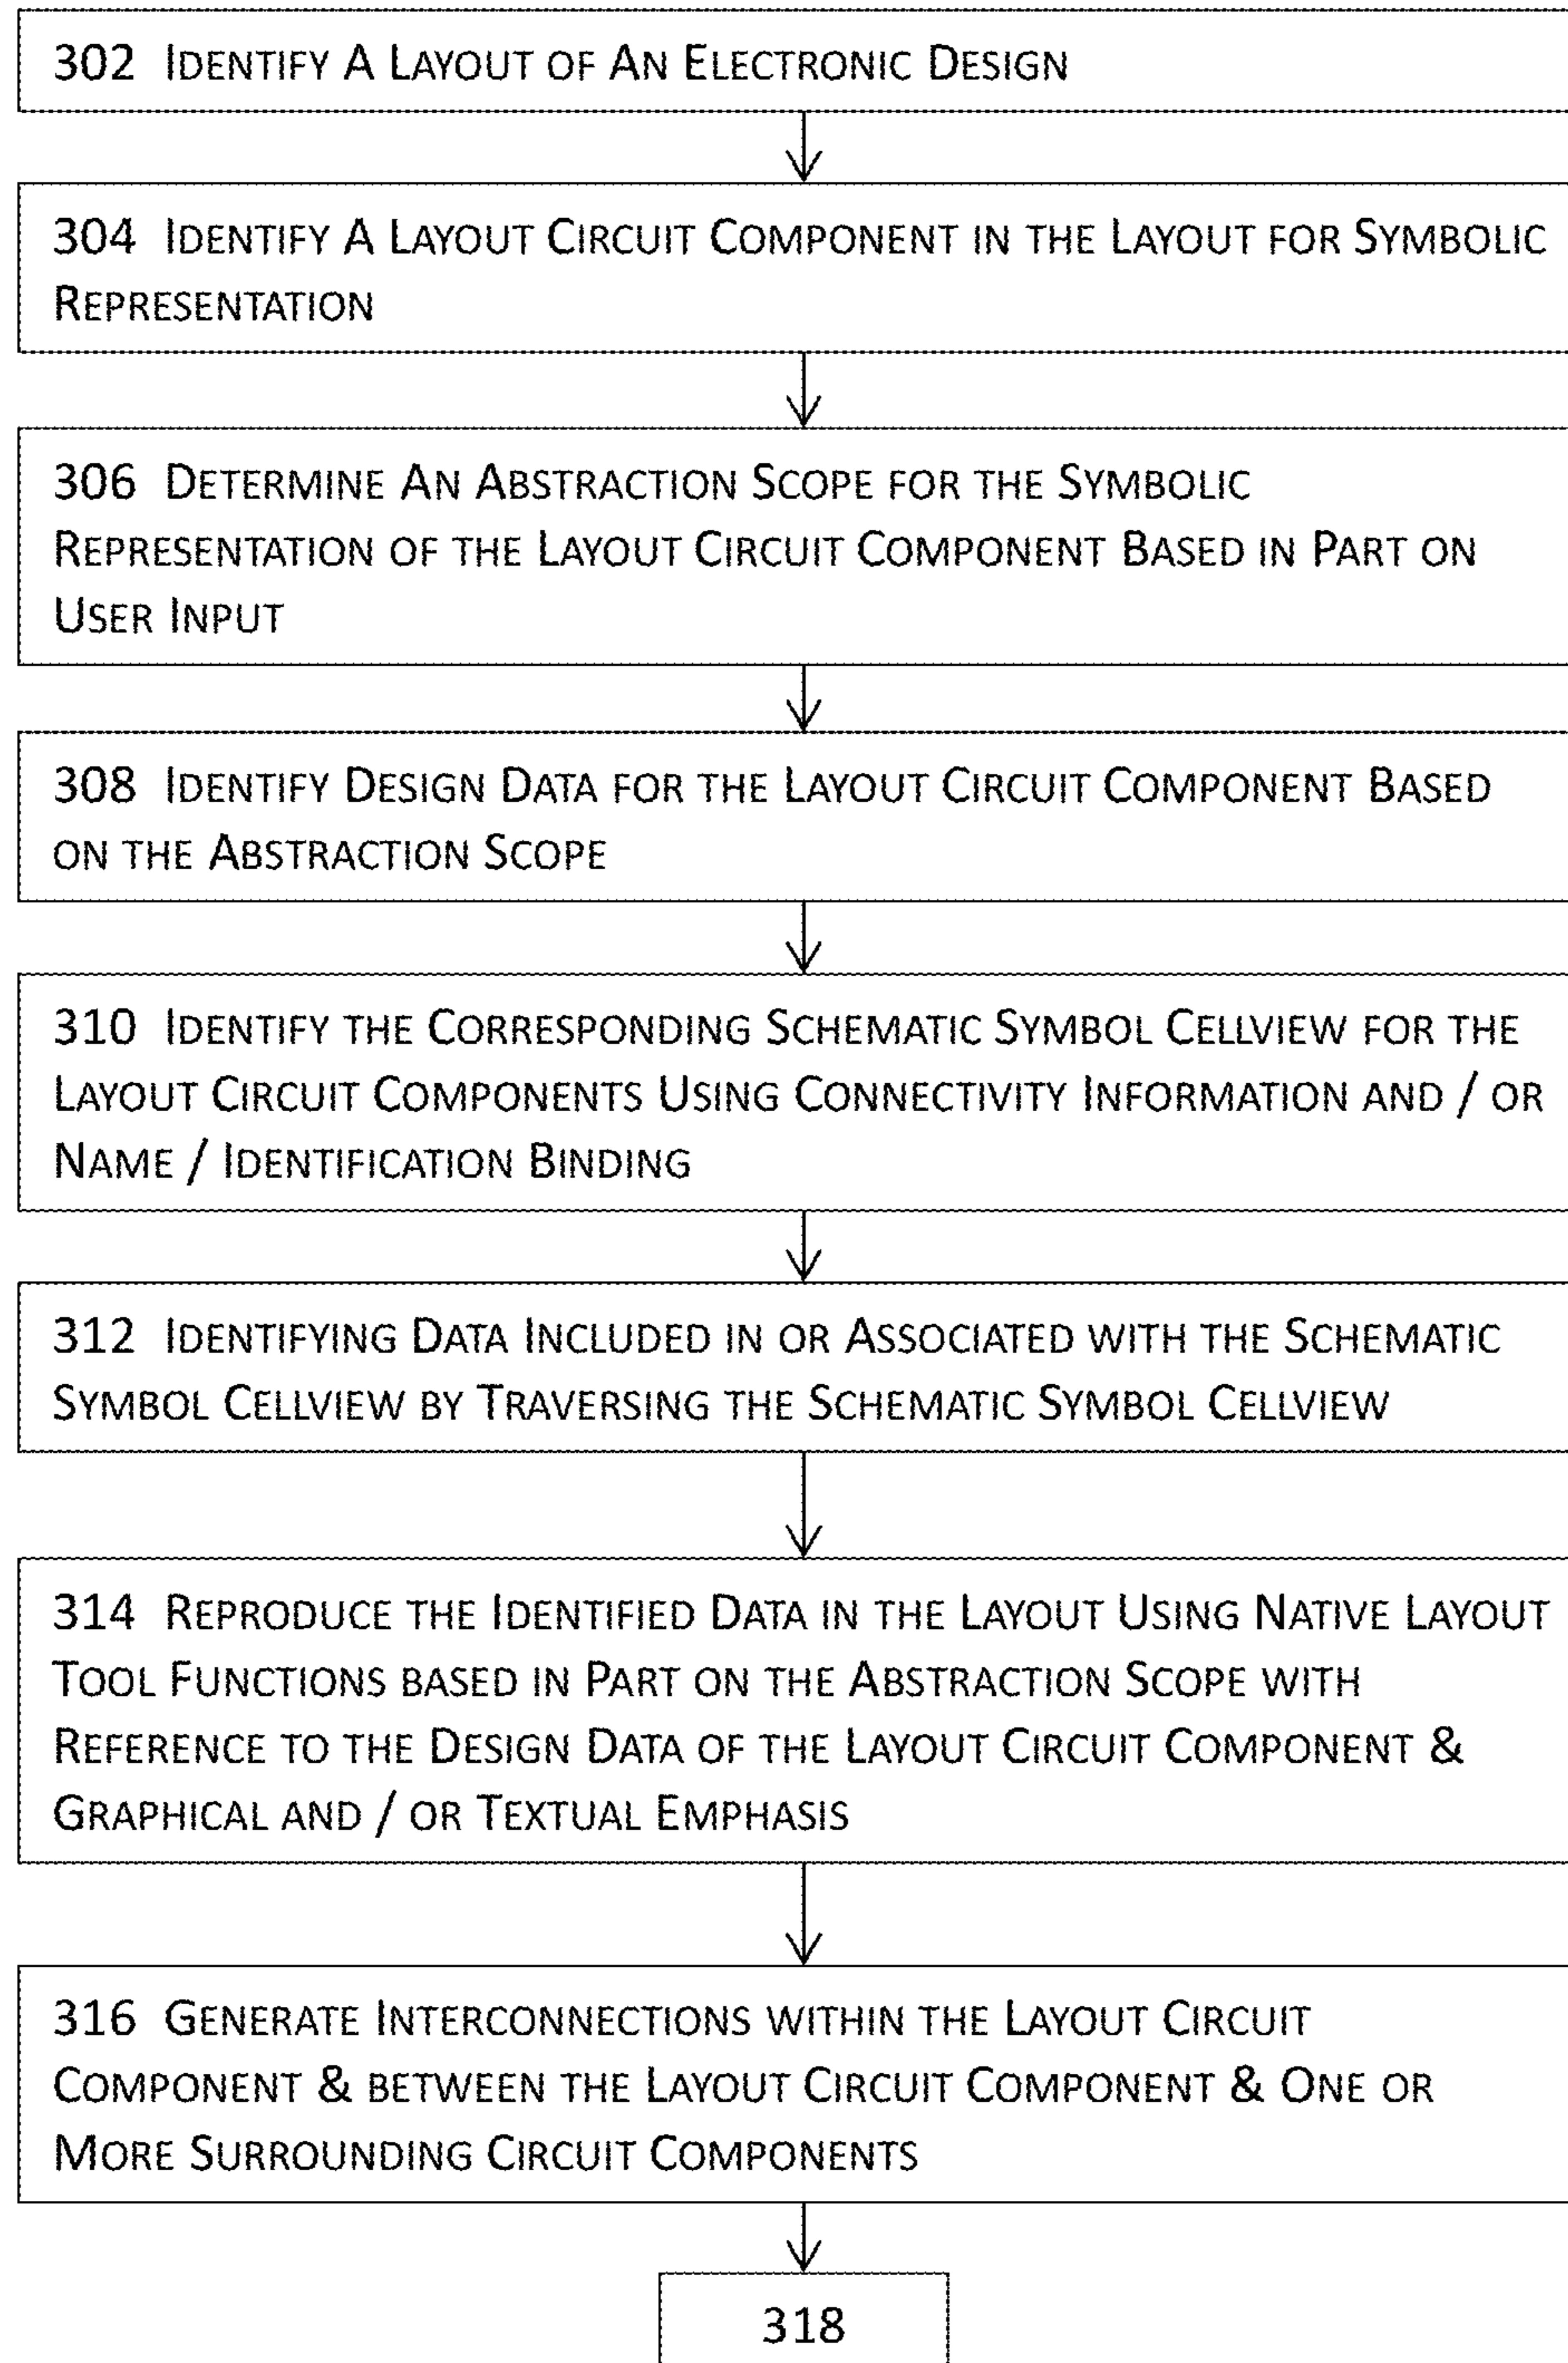 302 IDENTIFY A LAYOUT OF AN ELECTRONIC DESIGN
304 IDENTIFY A LAYOUT CIRCUIT COMPONENT IN THE LAYOUT FOR SYMBOLIC
REPRESENTATION
306 DETERMINE AN ABSTRACTION SCOPE FOR THE SYMBOLIC
REPRESENTATION OF THE LAYOUT CIRCUIT COMPONENT BASED IN PART ON
USER INPUT
308 IDENTIFY DESIGN DATA FOR THE LAYOUT CIRCUIT COMPONENT BASED
ON THE ABSTRACTION SCOPE
310 IDENTIFY THE CORRESPONDING SCHEMATIC SYMBOL CELLVIEW FOR THE
LAYOUT CIRCUIT COMPONENTS USING CONNECTIVITY INFORMATION AND / OR
NAME / IDENTIFICATION BINDING
312 IDENTIFYING DATA INCLUDED IN OR ASSOCIATED WITH THE SCHEMATIC
SYMBOL CELLVIEW BY TRAVERSING THE SCHEMATIC SYMBOL CELLVIEW
314 REPRODUCE THE IDENTIFIED DATA IN THE LAYOUT USING NATIVE LAYOUT
TOOL FUNCTIONS BASED IN PART ON THE ABSTRACTION SCOPE WITH
REFERENCE TO THE DESIGN DATA OF THE LAYOUT CIRCUIT COMPONENT &
GRAPHICAL AND / OR TEXTUAL EMPHASIS
316 GENERATE INTERCONNECTIONS WITHIN THE LAYOUT CIRCUIT
COMPONENT & BETWEEN THE LAYOUT CIRCUIT COMPONENT & ONE OR
MORE SURROUNDING CIRCUIT COMPONENTS
318